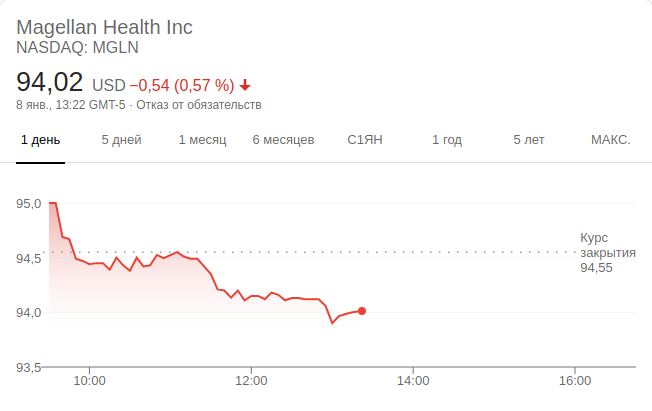 Magellan Health Inc
NASDAQ: MGLN
94,02 USD −0,54 (0,57 %)
8 янв., 13:22 GMT-5 · Отказ от обязательств
1 день 5 дней 1 месяц 6 месяцев С1ЯН 1 год 5 лет МАКС.
95,0
94,5
94,0
93,5
Курс
закрытия
94,55
10:00 12:00 14:00 16:00